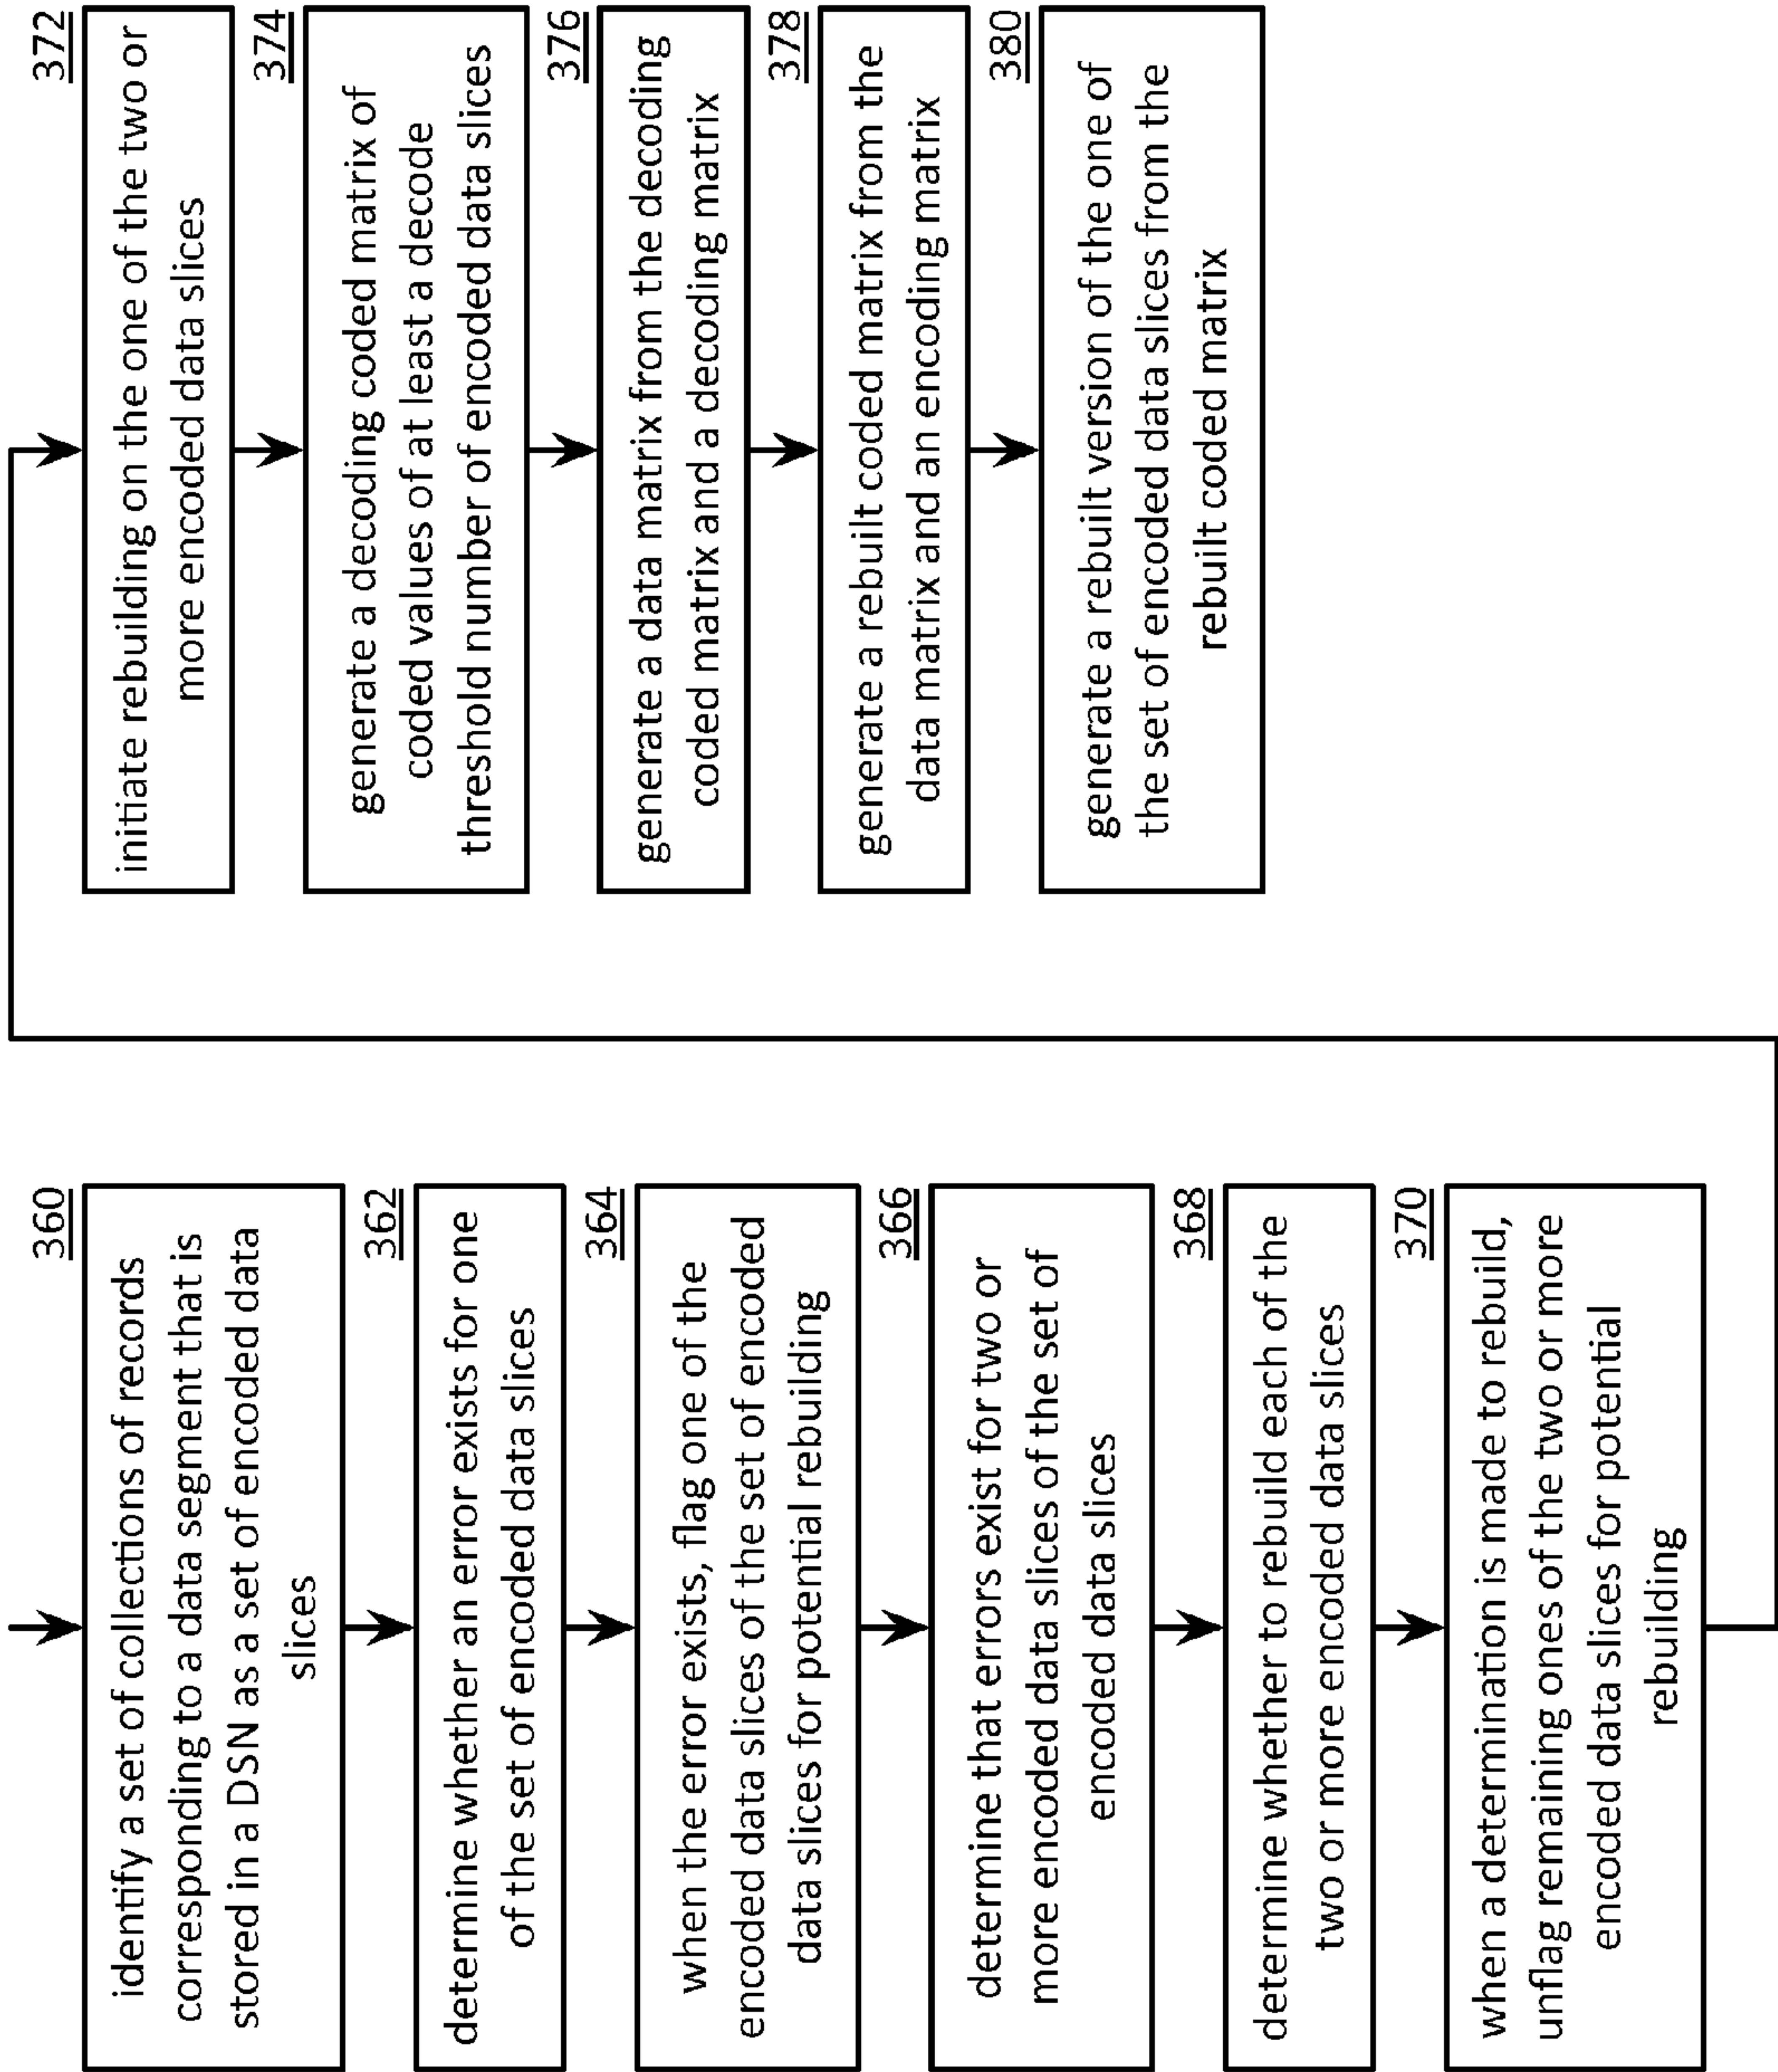 360
identify a set of collections of records
corresponding to a data segment that is
stored in a DSN as a set of encoded data
slices
362
determine whether an error exists for one
of the set of encoded data slices
364
when the error exists, flag one of the
encoded data slices of the set of encoded
data slices for potential rebuilding
366
determine that errors exist for two or
more encoded data slices of the set of
encoded data slices
368
determine whether to rebuild each of the
two or more encoded data slices
370
when a determination is made to rebuild,
unflag remaining ones of the two or more
encoded data slices for potential
rebuilding
372
initiate rebuilding on the one of the two or
more encoded data slices
374
generate a decoding coded matrix of
coded values of at least a decode
threshold number of encoded data slices
376
generate a data matrix from the decoding
coded matrix and a decoding matrix
378
generate a rebuilt coded matrix from the
data matrix and an encoding matrix
380
generate a rebuilt version of the one of
the set of encoded data slices from the
rebuilt coded matrix